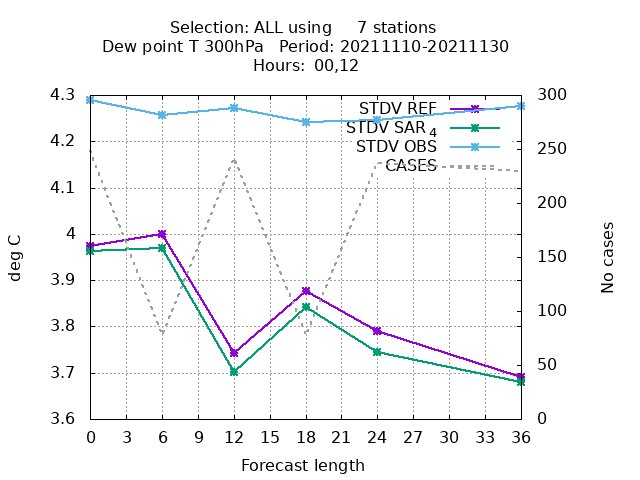 Selection: ALL using     7 stations
Dew point T 300hPa   Period: 20211110-20211130
Hours:  00,12
STDV REF
STDV SAR 4
STDV OBS
CASES
deg C
No cases
4.3
4.2
4.1
4
3.9
3.8
3.7
3.6
300
250
200
150
100
50
0
0 3 6 9 12 15 18 21 24 27 30 33 36
Forecast length